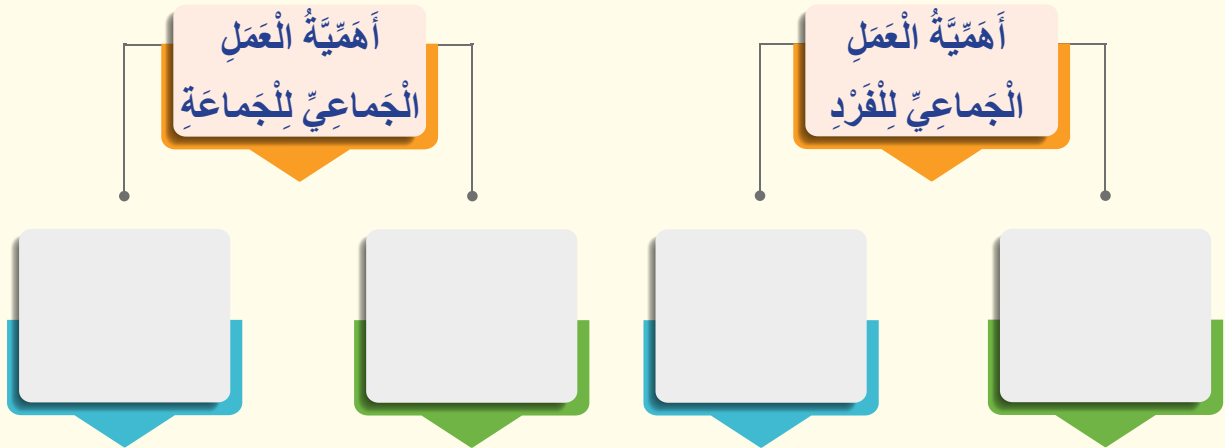 أَهَمِّيَّةُ الْعَمَلِ
الْجَماعِيِّ لِلْفَرْدِ
أَهَمِّيَّةُ الْعَمَلِ
الْجَماعِيِّ لِلْجَماعَةِ